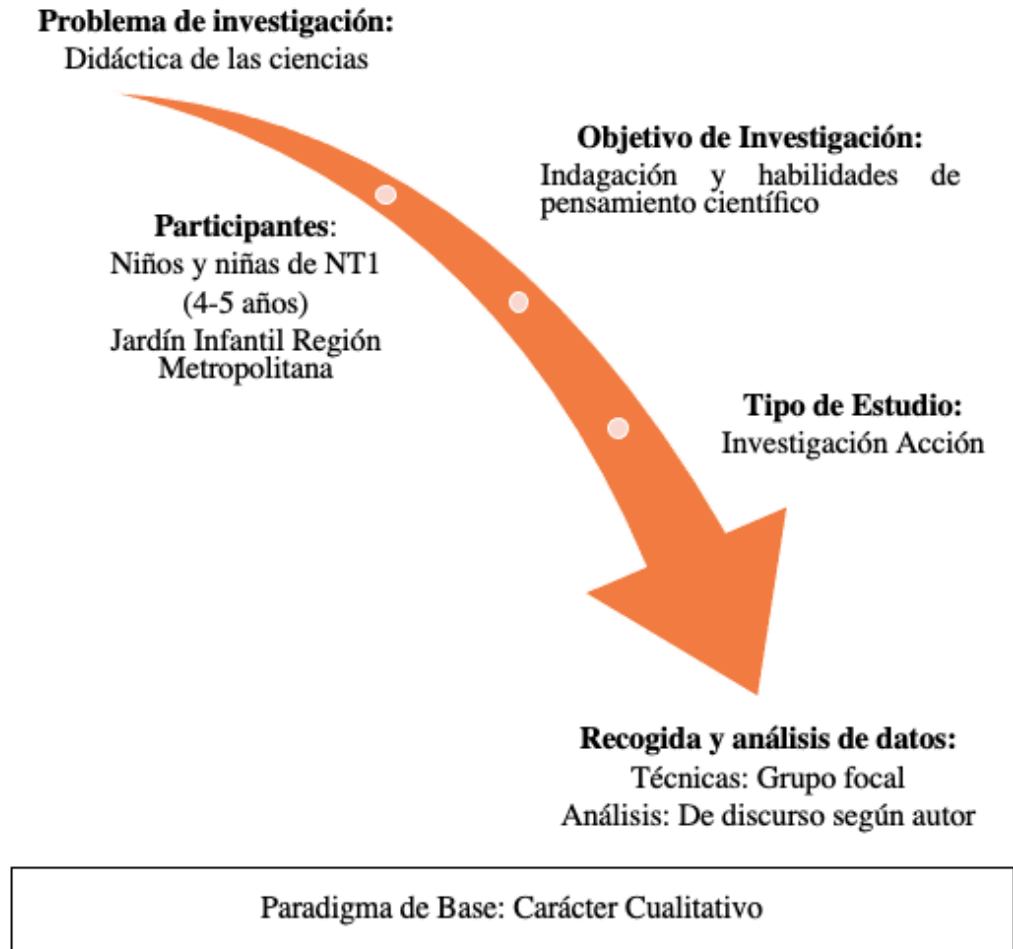 Problema de investigación:
Didáctica de las ciencias
Objetivo de Investigación:
Indagación y habilidades de
pensamiento científico
Participantes:
Niños y niñas de NT1
(4-5 años)
Jardín Infantil Región
Metropolitana
Tipo de Estudio:
Investigación Acción
Recogida y análisis de datos:
Técnicas: Grupo focal
Análisis: De discurso según autor
Paradigma de Base: Carácter Cualitativo